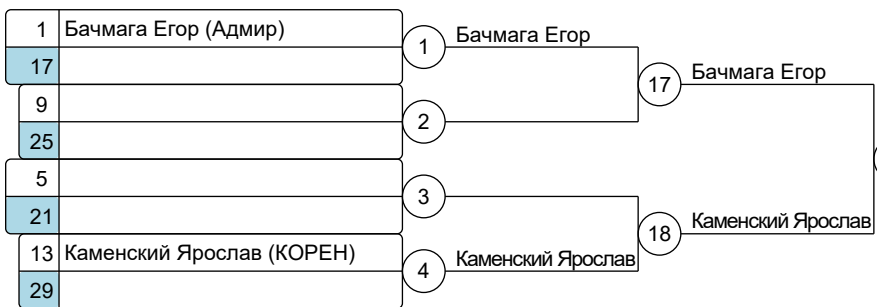 1 Бачмага Егор (Адмир)
17
1 Бачмага Егор
9
25
2
17 Бачмага Егор
5
21
3
13 Каменский Ярослав (КОРЕН)
29
4 Каменский Ярослав
18 Каменский Ярослав